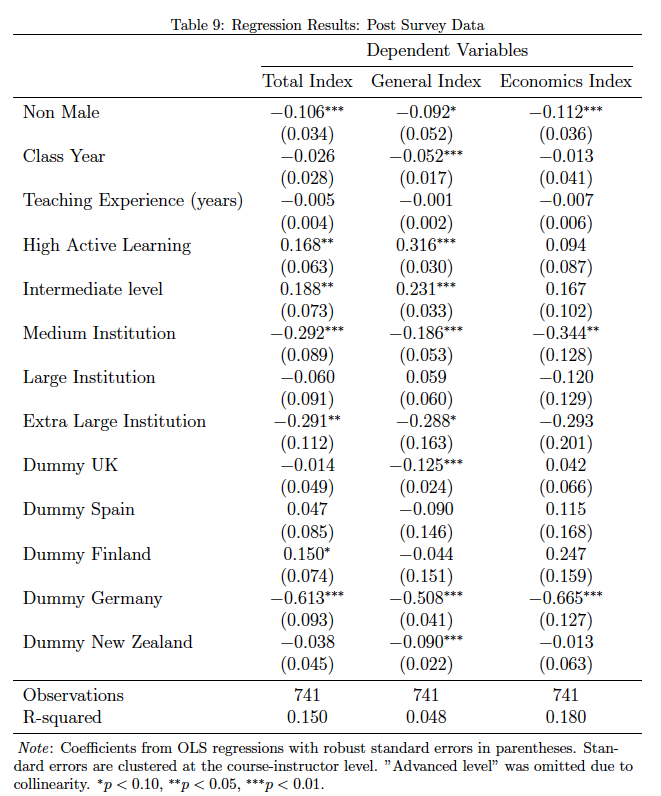 Table 9: Regression Results: Post Survey Data
Dependent Variables
Total Index General Index Economics Index
Non Male −0.106*** −0.092* −0.112***
(0.034) (0.052) (0.036)
Class Year −0.026 −0.052*** −0.013
(0.028) (0.017) (0.041)
Teaching Experience (years) −0.005 −0.001 −0.007
(0.004) (0.002) (0.006)
High Active Learning 0.168** 0.316*** 0.094
(0.063) (0.030) (0.087)
Intermediate level 0.188** 0.231*** 0.167
(0.073) (0.033) (0.102)
Medium Institution −0.292*** −0.186*** −0.344**
(0.089) (0.053) (0.128)
Large Institution −0.060 0.059 −0.120
(0.091) (0.060) (0.129)
Extra Large Institution −0.291** −0.288* −0.293
(0.112) (0.163) (0.201)
Dummy UK −0.014 −0.125*** 0.042
(0.049) (0.024) (0.066)
Dummy Spain 0.047 −0.090 0.115
(0.085) (0.146) (0.168)
Dummy Finland 0.150* −0.044 0.247
(0.074) (0.151) (0.159)
Dummy Germany −0.613*** −0.508*** −0.665***
(0.093) (0.041) (0.127)
Dummy New Zealand −0.038 −0.090*** −0.013
(0.045) (0.022) (0.063)
Observations 741 741 741
R-squared 0.150 0.048 0.180
Note: Coefficients from OLS regressions with robust standard errors in parentheses. Stan-
dard errors are clustered at the course-instructor level. ”Advanced level” was omitted due to
collinearity. *p < 0.10, **p < 0.05, ***p < 0.01.